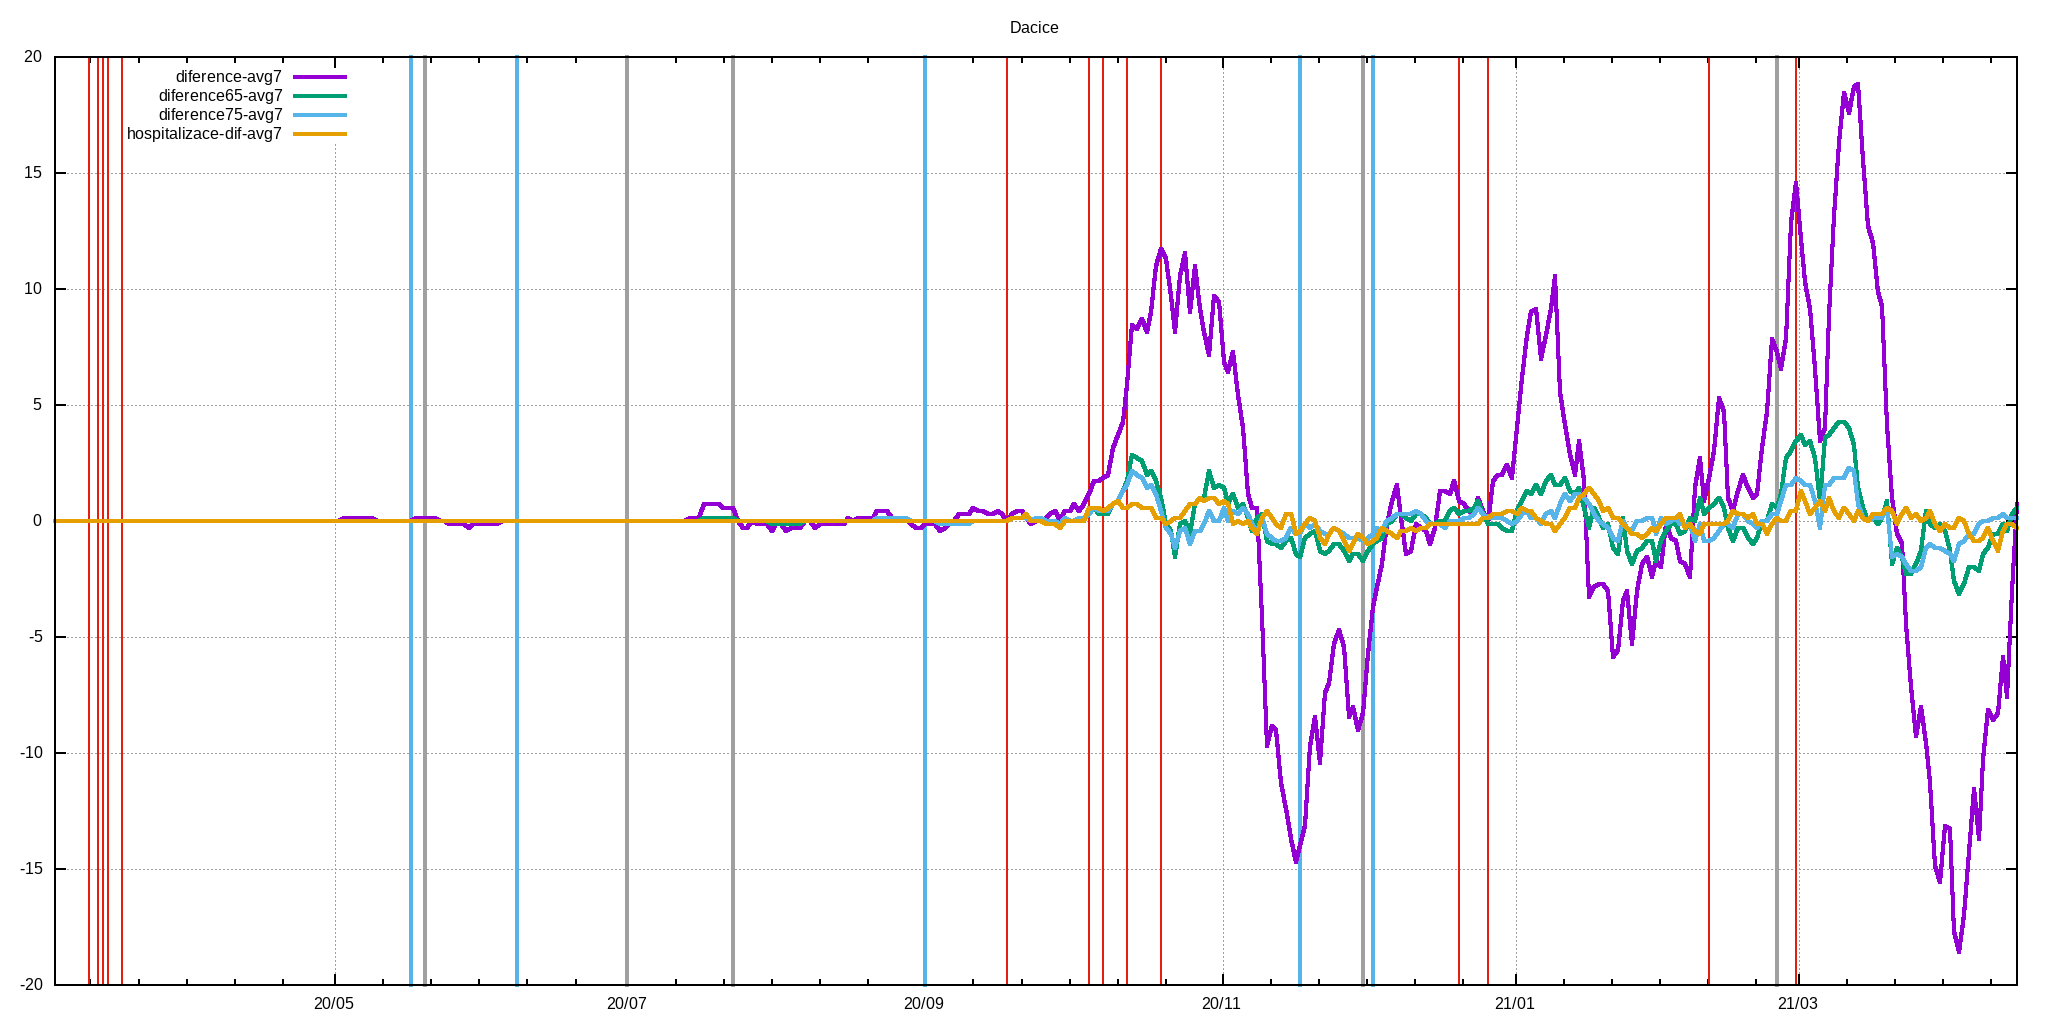 Dacice
diference-avg7
diference65-avg7
diference75-avg7
hospitalizace-dif-avg7
20
15
10
5
0
-5
-10
-15
-20
20/05 20/07 20/09 20/11 21/01 21/03